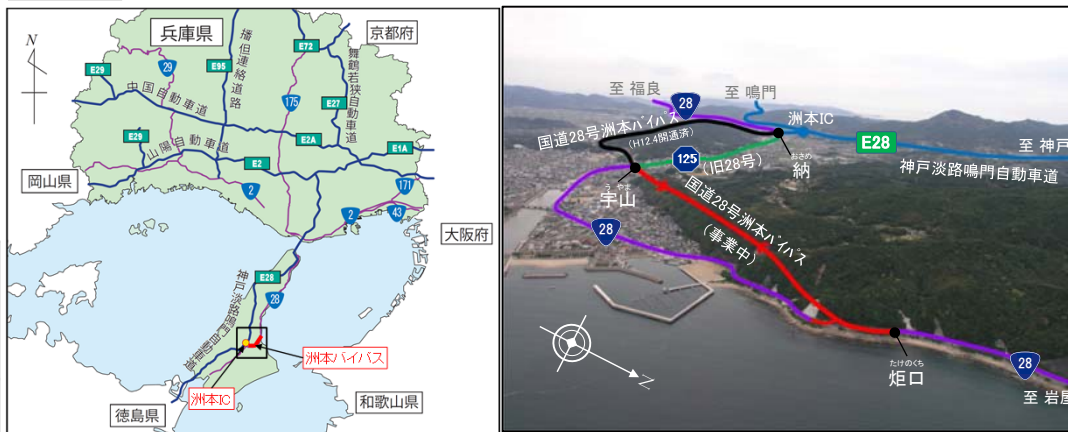 兵庫県
京都府
岡山県
大阪府
徳島県
和歌山県
N
E29
29
E95
播但連絡道路
E72
175
舞鶴若狭自動車道
E27
中国自動車道
E29
山陽自動車道
E2A
E2
E1A
2
171
2
43
E28
神戸淡路鳴門自動車道
28
洲本バイパス
洲本IC
至 福良
28
至 鳴門
国道28号洲本バイパス
(H12.4開通済)
洲本IC
E28
至 神戸
神戸淡路鳴門自動車道
125
(旧28号)
おさめ
納
うやま
宇山
国道28号洲本バイパス
(事業中)
28
たけのくち
炬口
28
至 岩屋
N